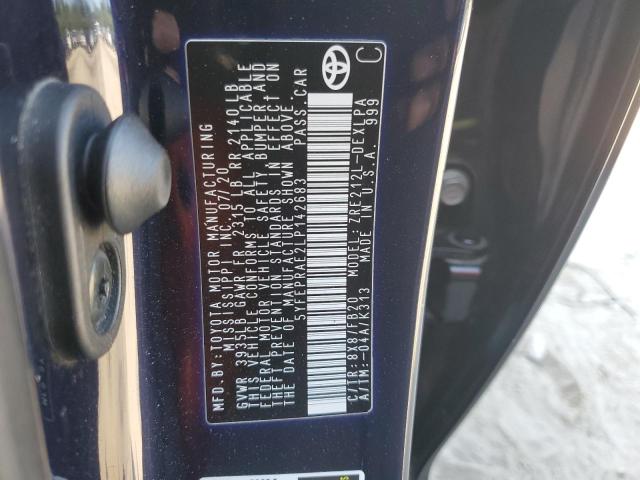 MFD. BY: TOYOTA MOTOR MANUFACTURING
MISSISSIPPI, INC. 07/20
GVWR 3935LB GAWR FR 2315 LB RR 2140LB
THIS VEHICLE CONFORMS TO ALL APPLICABLE
FEDERAL MOTOR VEHICLE SAFETY BUMPER, AND
THEFT PREVENTION STANDARDS IN EFFECT ON
THE DATE OF MANUFACTURE SHOWN ABOVE.
5YFEPRAE2LP142683 PASS. CAR
C
C/TR: 8X8/FB20 MODEL: ZRE212L-DEXLPA
A/TM: -04A/K313 MADE IN U.S.A. 999